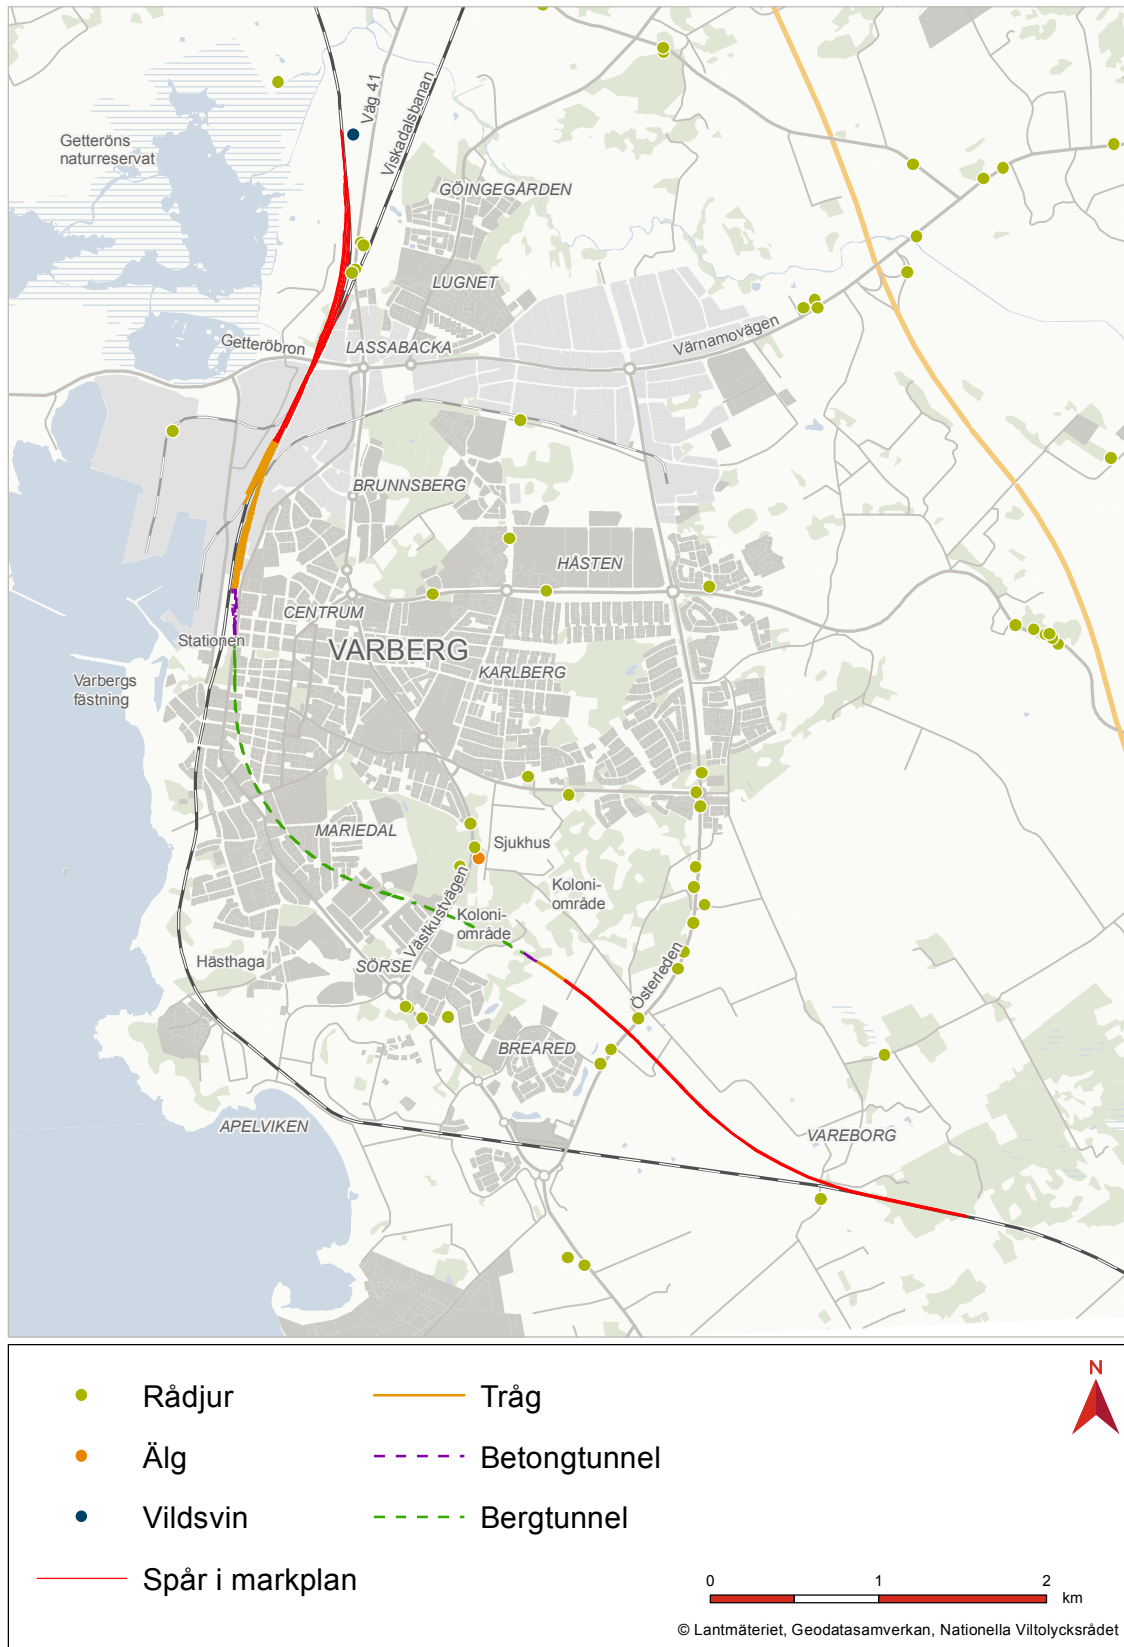 Väg 41
Viskadalsbanan
Getteröns
naturreservat
GÖINGEGÅRDEN
LUGNET
Getteröbron
LASSABACKA
Värnamovägen
BRUNNSBERG
HÅSTEN
CENTRUM
Stationen
VARBERG
KARLBERG
Varbergs
fästning
MARIEDAL
Sjukhus
Västkustvägen
Koloni-
område
Koloni-
område
Hästhaga
SÖRSE
Österleden
BREARED
APELVIKEN
VAREBORG
Rådjur
Tråg
N
Älg
Betongtunnel
Vildsvin
Bergtunnel
Spår i markplan
0 1 2
km
© Lantmäteriet, Geodatasamverkan, Nationella Viltolycksrådet